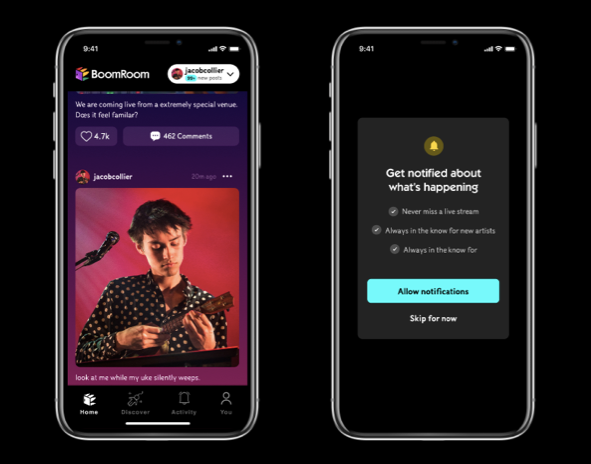 9:41
BoomRoom
jacobcollier
99+ new posts
We are coming live from a extremely special venue.
Does it feel familar?
4.7k
462 Comments
jacobcollier
20m ago
look at me while my uke silently weeps.
Home
Discover
Activity
You
9:41
Get notified about
what's happening
Never miss a live stream
Always in the know for new artists
Always in the know for
Allow notifications
Skip for now